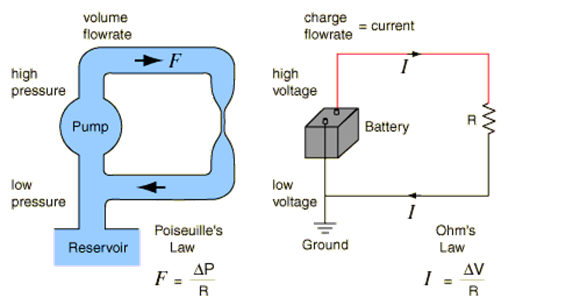 volume
flowrate
F
high
pressure
Pump
low
pressure
Reservoir
Poiseuille's
Law
F = ΔP
R
charge
flowrate = current
I
high
voltage
Battery
R
low
voltage
I
Ground
Ohm's
Law
I = ΔV
R